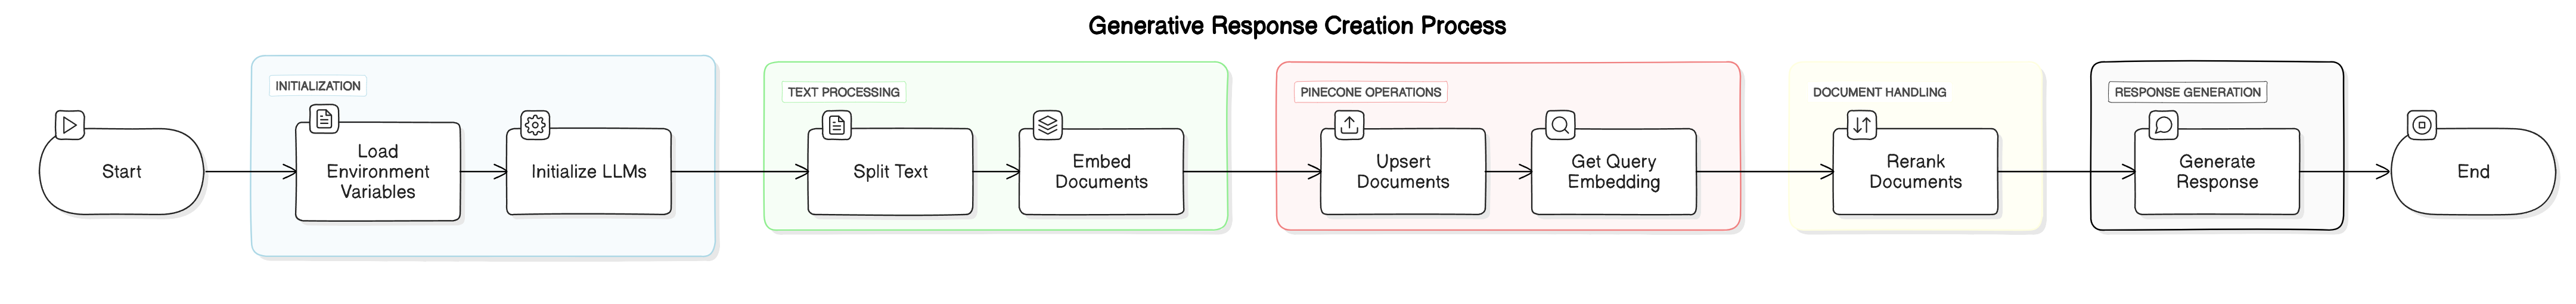 Generative Response Creation Process
INITIALIZATION
TEXT PROCESSING
PINECONE OPERATIONS
DOCUMENT HANDLING
RESPONSE GENERATION
Start
Load
Environment
Variables
Initialize LLMs
Split Text
Embed
Documents
Upsert
Documents
Get Query
Embedding
Rerank
Documents
Generate
Response
End